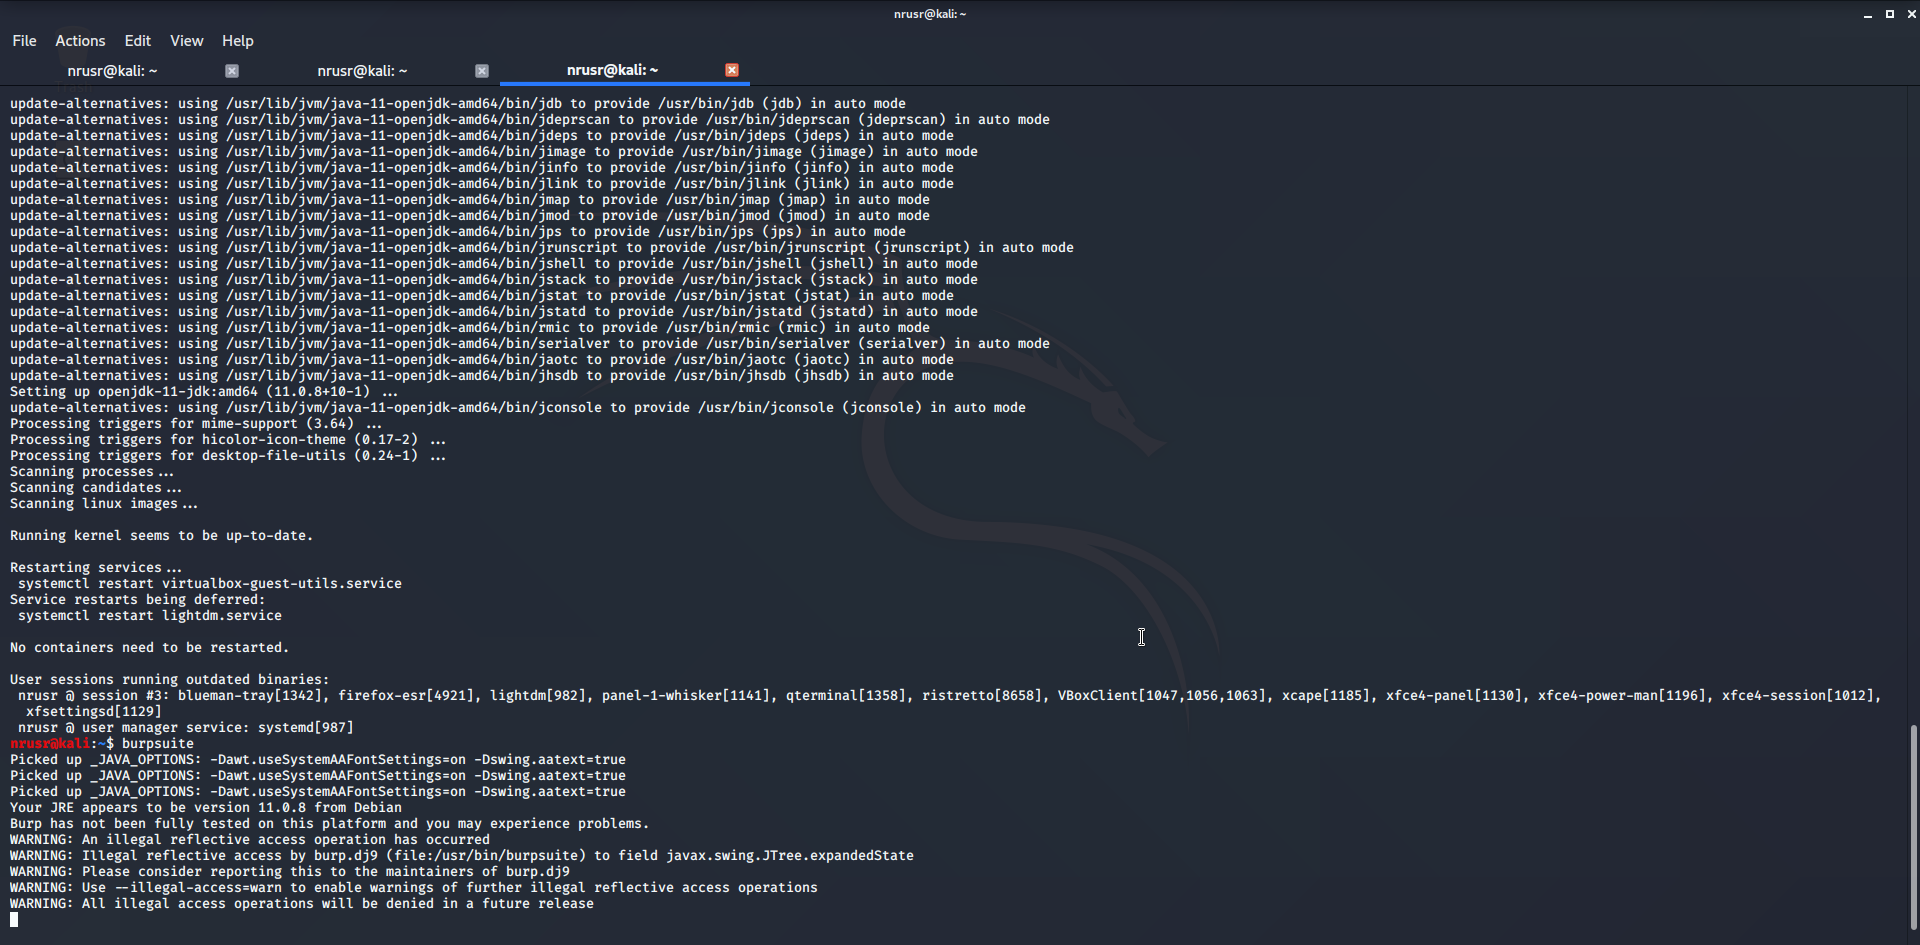 nrusr@kali: ~
File Actions Edit View Help
nrusr@kali: ~ nrusr@kali: ~ nrusr@kali: ~
update-alternatives: using /usr/lib/jvm/java-11-openjdk-amd64/bin/jdb to provide /usr/bin/jdb (jdb) in auto mode
update-alternatives: using /usr/lib/jvm/java-11-openjdk-amd64/bin/jdeprscan to provide /usr/bin/jdeprscan (jdeprscan) in auto mode
update-alternatives: using /usr/lib/jvm/java-11-openjdk-amd64/bin/jdeps to provide /usr/bin/jdeps (jdeps) in auto mode
update-alternatives: using /usr/lib/jvm/java-11-openjdk-amd64/bin/jimage to provide /usr/bin/jimage (jimage) in auto mode
update-alternatives: using /usr/lib/jvm/java-11-openjdk-amd64/bin/jinfo to provide /usr/bin/jinfo (jinfo) in auto mode
update-alternatives: using /usr/lib/jvm/java-11-openjdk-amd64/bin/jlink to provide /usr/bin/jlink (jlink) in auto mode
update-alternatives: using /usr/lib/jvm/java-11-openjdk-amd64/bin/jmap to provide /usr/bin/jmap (jmap) in auto mode
update-alternatives: using /usr/lib/jvm/java-11-openjdk-amd64/bin/jmod to provide /usr/bin/jmod (jmod) in auto mode
update-alternatives: using /usr/lib/jvm/java-11-openjdk-amd64/bin/jps to provide /usr/bin/jps (jps) in auto mode
update-alternatives: using /usr/lib/jvm/java-11-openjdk-amd64/bin/jrunscript to provide /usr/bin/jrunscript (jrunscript) in auto mode
update-alternatives: using /usr/lib/jvm/java-11-openjdk-amd64/bin/jshell to provide /usr/bin/jshell (jshell) in auto mode
update-alternatives: using /usr/lib/jvm/java-11-openjdk-amd64/bin/jstack to provide /usr/bin/jstack (jstack) in auto mode
update-alternatives: using /usr/lib/jvm/java-11-openjdk-amd64/bin/jstat to provide /usr/bin/jstat (jstat) in auto mode
update-alternatives: using /usr/lib/jvm/java-11-openjdk-amd64/bin/jstatd to provide /usr/bin/jstatd (jstatd) in auto mode
update-alternatives: using /usr/lib/jvm/java-11-openjdk-amd64/bin/rmic to provide /usr/bin/rmic (rmic) in auto mode
update-alternatives: using /usr/lib/jvm/java-11-openjdk-amd64/bin/serialver to provide /usr/bin/serialver (serialver) in auto mode
update-alternatives: using /usr/lib/jvm/java-11-openjdk-amd64/bin/jaotc to provide /usr/bin/jaotc (jaotc) in auto mode
update-alternatives: using /usr/lib/jvm/java-11-openjdk-amd64/bin/jhsdb to provide /usr/bin/jhsdb (jhsdb) in auto mode
Setting up openjdk-11-jdk:amd64 (11.0.8+10-1) ...
update-alternatives: using /usr/lib/jvm/java-11-openjdk-amd64/bin/jconsole to provide /usr/bin/jconsole (jconsole) in auto mode
Processing triggers for mime-support (3.64) ...
Processing triggers for hicolor-icon-theme (0.17-2) ...
Processing triggers for desktop-file-utils (0.24-1) ...
Scanning processes...
Scanning candidates...
Scanning linux images...
Running kernel seems to be up-to-date.
Restarting services...
systemctl restart virtualbox-guest-utils.service
Service restarts being deferred:
systemctl restart lightdm.service
No containers need to be restarted.
User sessions running outdated binaries:
nrusr @ session #3: blueman-tray[1342], firefox-esr[4921], lightdm[982], panel-1-whisker[1141], qterminal[1358], ristretto[8658], VBoxClient[1047,1056,1063], xcape[1185], xfce4-panel[1130], xfce4-power-man[1196], xfce4-session[1012],
xfsettingsd[1129]
nrusr @ user manager service: systemd[987]
nrusr@kali:~$ burpsuite
Picked up _JAVA_OPTIONS: -Dawt.useSystemAAFontSettings=on -Dswing.aatext=true
Picked up _JAVA_OPTIONS: -Dawt.useSystemAAFontSettings=on -Dswing.aatext=true
Picked up _JAVA_OPTIONS: -Dawt.useSystemAAFontSettings=on -Dswing.aatext=true
Your JRE appears to be version 11.0.8 from Debian
Burp has not been fully tested on this platform and you may experience problems.
WARNING: An illegal reflective access operation has occurred
WARNING: Illegal reflective access by burp.dj9 (file:/usr/bin/burpsuite) to field javax.swing.JTree.expandedState
WARNING: Please consider reporting this to the maintainers of burp.dj9
WARNING: Use --illegal-access=warn to enable warnings of further illegal reflective access operations
WARNING: All illegal access operations will be denied in a future release